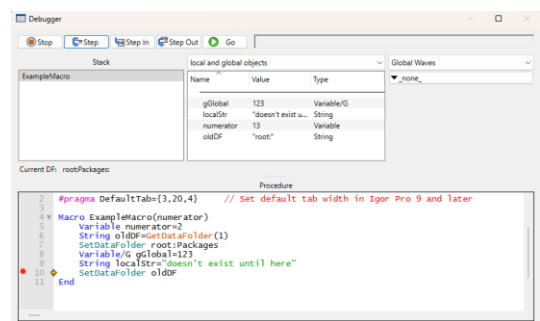 Debugger
Stop Step Step In Step Out Go
Stack
ExampleMacro
local and global objects
Name Value Type
gGlobal 123 Variable/G
localStr "doesn't exist u... String
numerator 13 Variable
oldDF "root:" String
Global Waves
_none_
Current DF: root:Packages:
Procedure
2 #pragma DefaultTab={3,20,4} // Set default tab width in Igor Pro 9 and later
3
4 Macro ExampleMacro(numerator)
5 Variable numerator=2
6 String oldDF=GetDataFolder(1)
7 SetDataFolder root:Packages
8 Variable/G gGlobal=123
9 String localStr="doesn't exist until here"
10 SetDataFolder oldDF
11 End